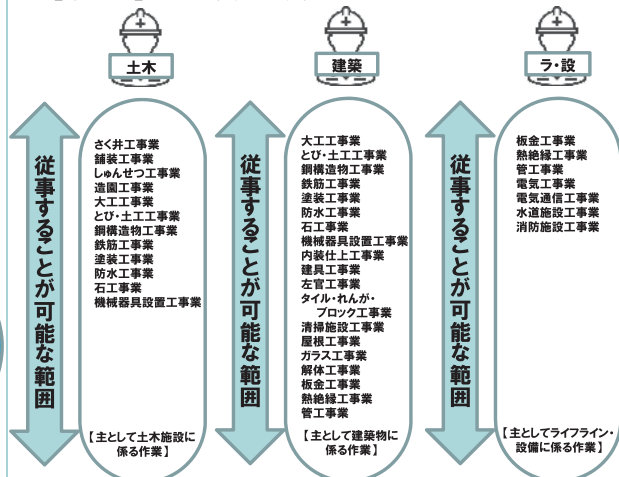 土木
従事することが可能な範囲
さく井工事業
舗装工事業
しゅんせつ工事業
造園工事業
大工工事業
とび・土工工事業
鋼構造物工事業
鉄筋工事業
塗装工事業
防水工事業
石工事業
機械器具設置工事業
【主として土木施設に
係る作業】
建築
従事することが可能な範囲
大工工事業
とび・土工工事業
鋼構造物工事業
鉄筋工事業
塗装工事業
防水工事業
石工事業
機械器具設置工事業
内装仕上工事業
建具工事業
左官工事業
タイル・れんが・
ブロック工事業
清掃施設工事業
屋根工事業
ガラス工事業
解体工事業
板金工事業
熱絶縁工事業
管工事業
【主として建築物に
係る作業】
ラ・設
従事することが可能な範囲
板金工事業
熱絶縁工事業
管工事業
電気工事業
電気通信工事業
水道施設工事業
消防施設工事業
【主としてライフライン・
設備に係る作業】